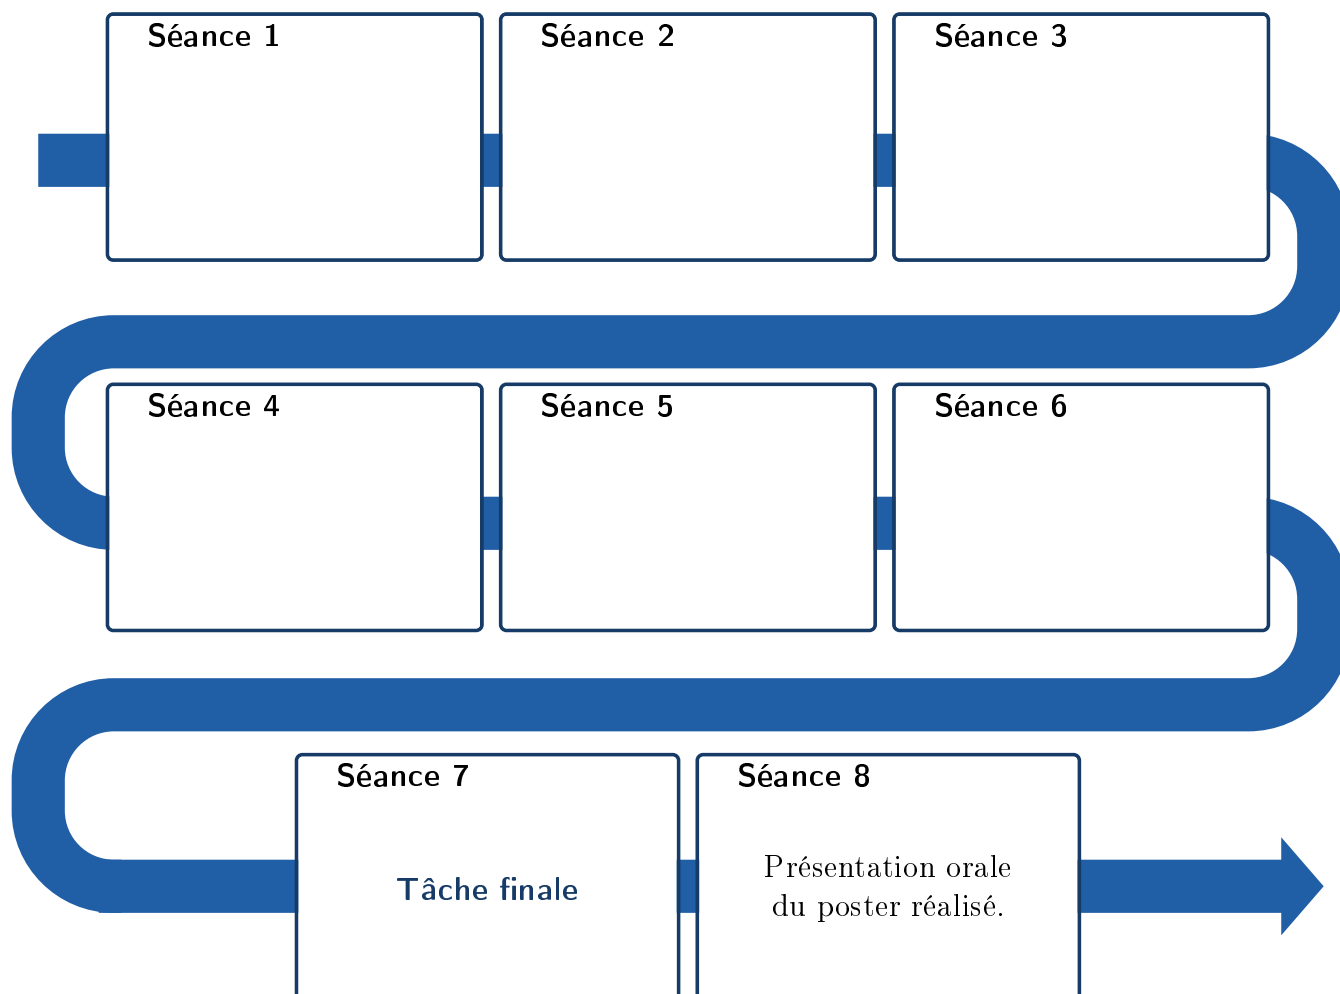 Séance 1
Séance 2
Séance 3
Séance 4
Séance 5
Séance 6
Séance 7
Tâche finale
Séance 8
Présentation orale
du poster réalisé.